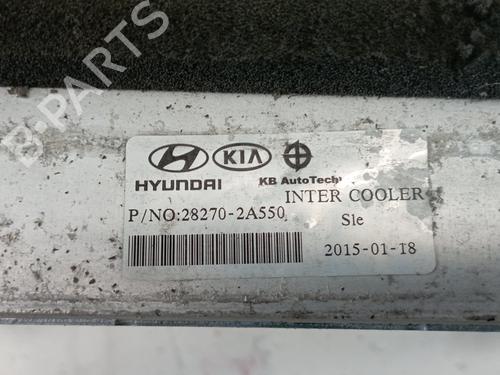 HYUNDAI
KIA
KB AutoTech
INTER COOLER
P/NO:28270-2A550
Sle
2015-01-18
B-PARTS